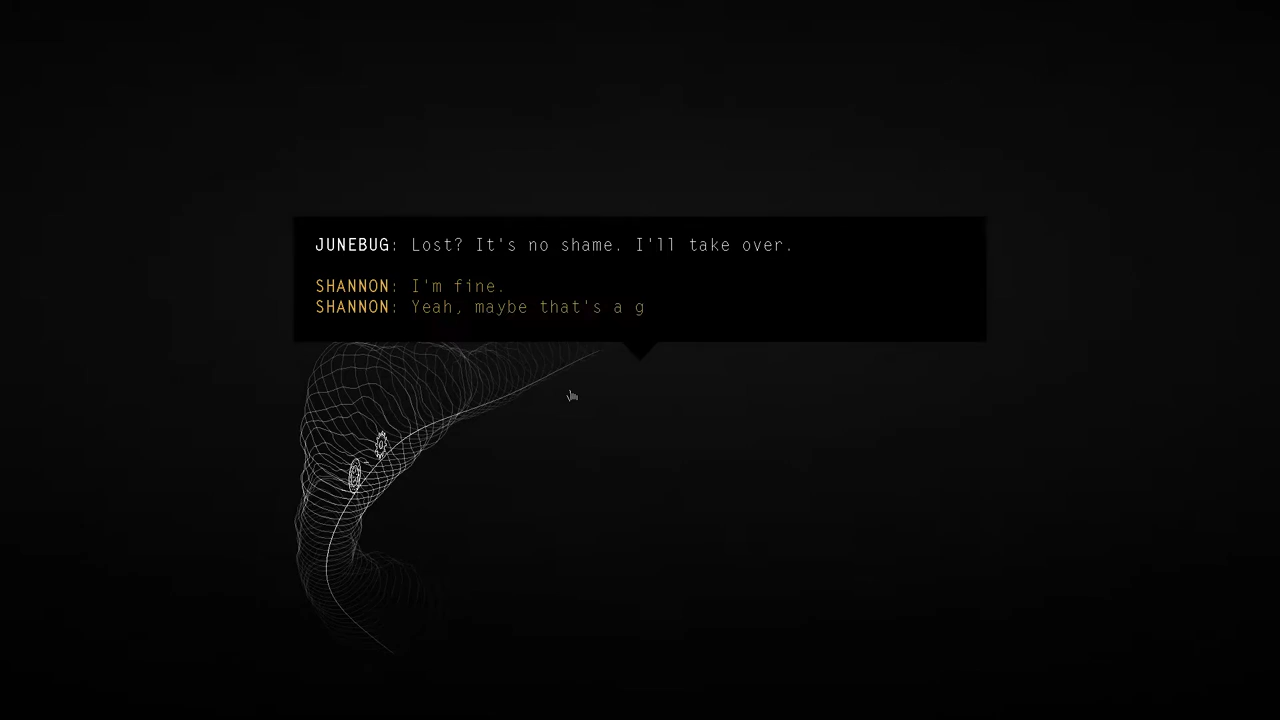 JUNEBUG: Lost? It's no shame. I'll take over.
SHANNON: I'm fine.
SHANNON: Yeah, maybe that's a g